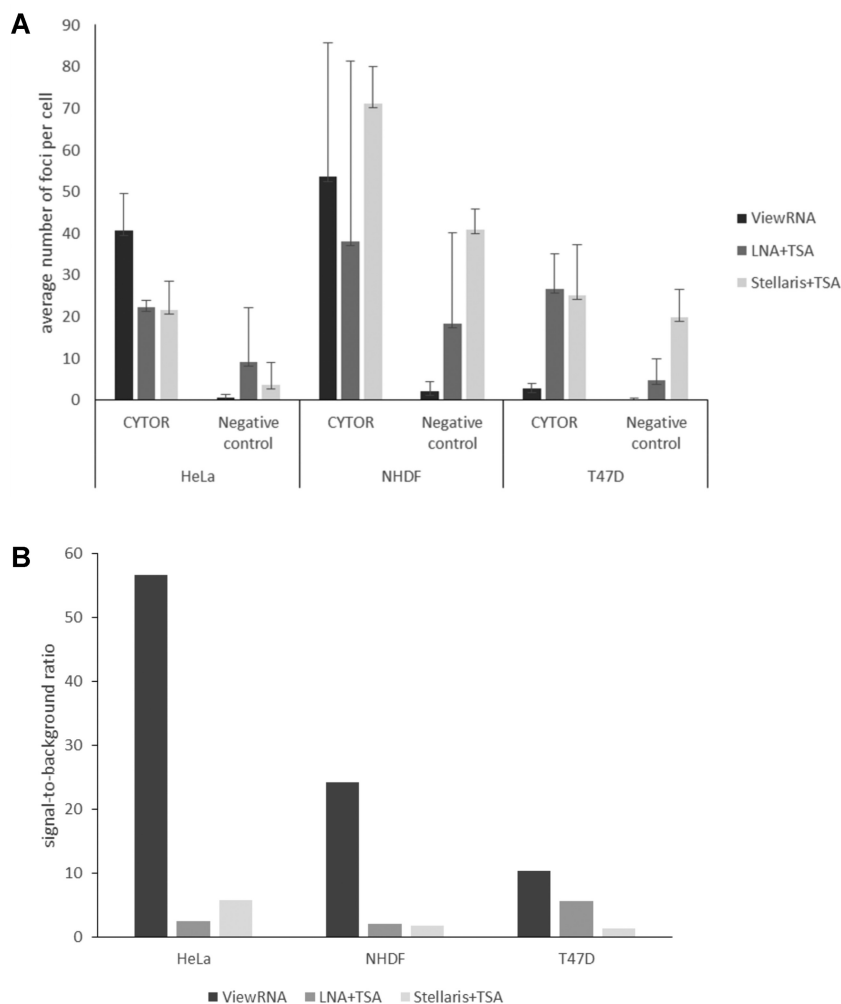 A
average number of foci per cell
90
80
70
60
50
40
30
20
10
0
CYTOR
Negative
control
CYTOR
Negative
control
CYTOR
Negative
control
HeLa
NHDF
T47D
ViewRNA
LNA+TSA
Stellaris+TSA
B
signal-to-background ratio
60
50
40
30
20
10
0
HeLa
NHDF
T47D
ViewRNA
LNA+TSA
Stellaris+TSA